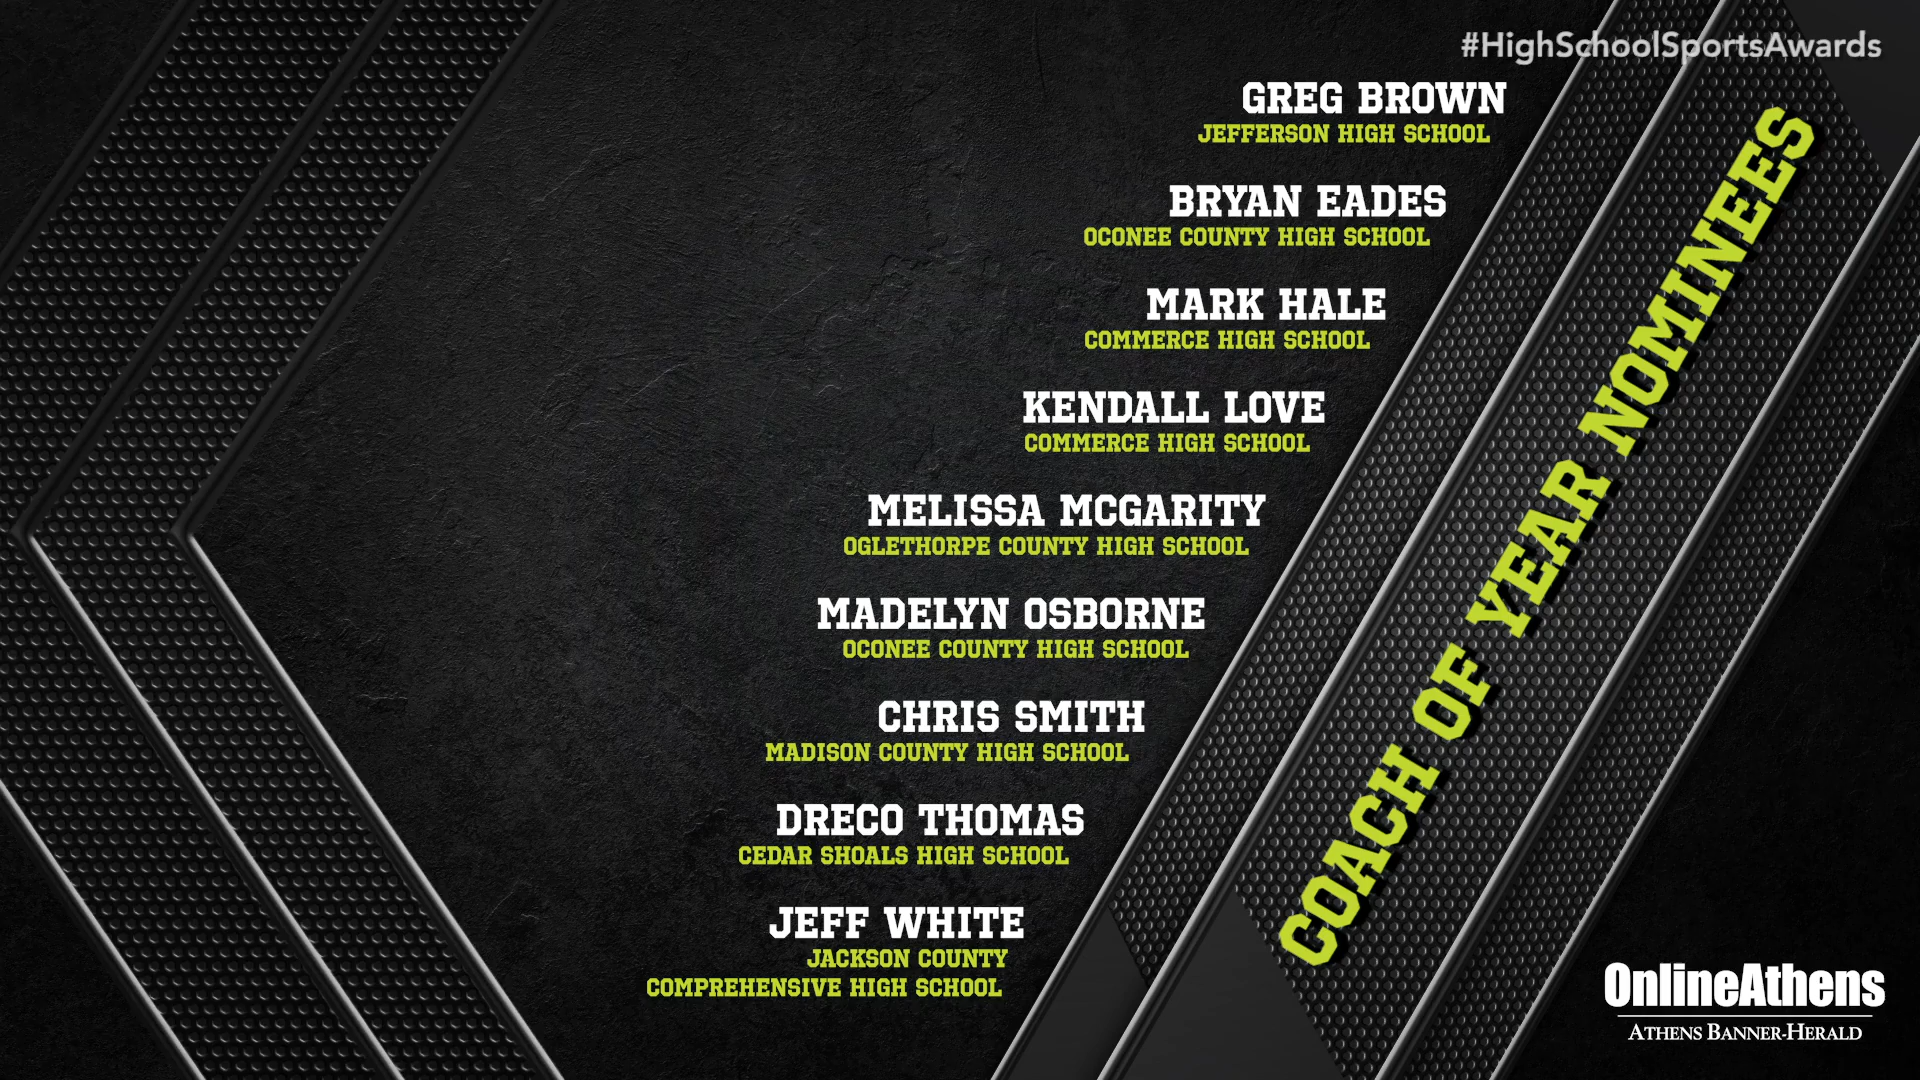 #HighSchoolSportsAwards
GREG BROWN
JEFFERSON HIGH SCHOOL
BRYAN EADES
OCONEE COUNTY HIGH SCHOOL
MARK HALE
COMMERCE HIGH SCHOOL
KENDALL LOVE
COMMERCE HIGH SCHOOL
MELISSA MCGARITY
OGLETHORPE COUNTY HIGH SCHOOL
MADELYN OSBORNE
OCONEE COUNTY HIGH SCHOOL
CHRIS SMITH
MADISON COUNTY HIGH SCHOOL
DRECO THOMAS
CEDAR SHOALS HIGH SCHOOL
JEFF WHITE
JACKSON COUNTY
COMPREHENSIVE HIGH SCHOOL
COACH OF YEAR NOMINEES
OnlineAthens
ATHENS BANNER-HERALD